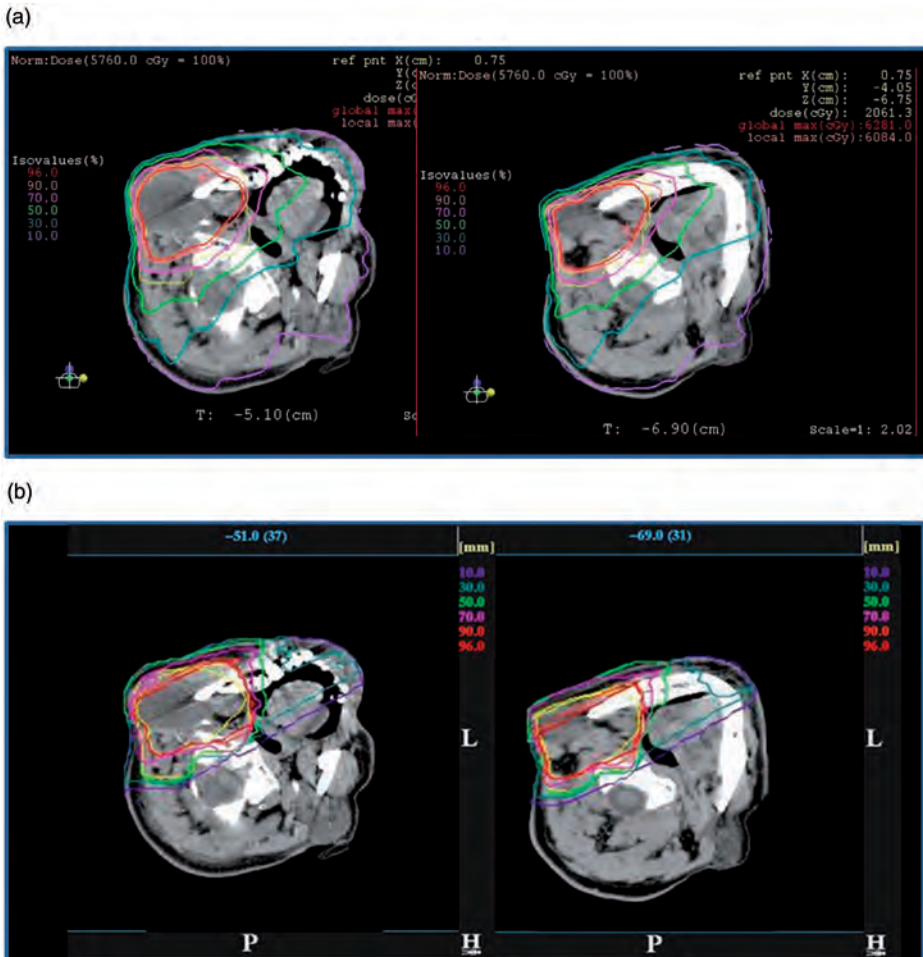 (a)
Norm:Dose(5760.0 cGy = 100%)
ref pnt X(cm): 0.75
Isovalues(%)
96.0
90.0
70.0
50.0
30.0
10.0
T: -5.10(cm)
Norm:Dose(5760.0 cGy = 100%)
ref pnt X(cm): 0.75
Y(cm): -4.05
Z(cm): -6.75
dose(cGy): 2061.3
global max(cGy):6281.0
local max(cGy):6084.0
Isovalues(%)
96.0
90.0
70.0
50.0
30.0
10.0
T: -6.90(cm)
Scale=1: 2.02
(b)
-51.0 (37)
[mm]
10.0
30.0
50.0
70.0
90.0
96.0
L
P
H
-69.0 (31)
[mm]
10.0
30.0
50.0
70.0
90.0
96.0
L
P
H